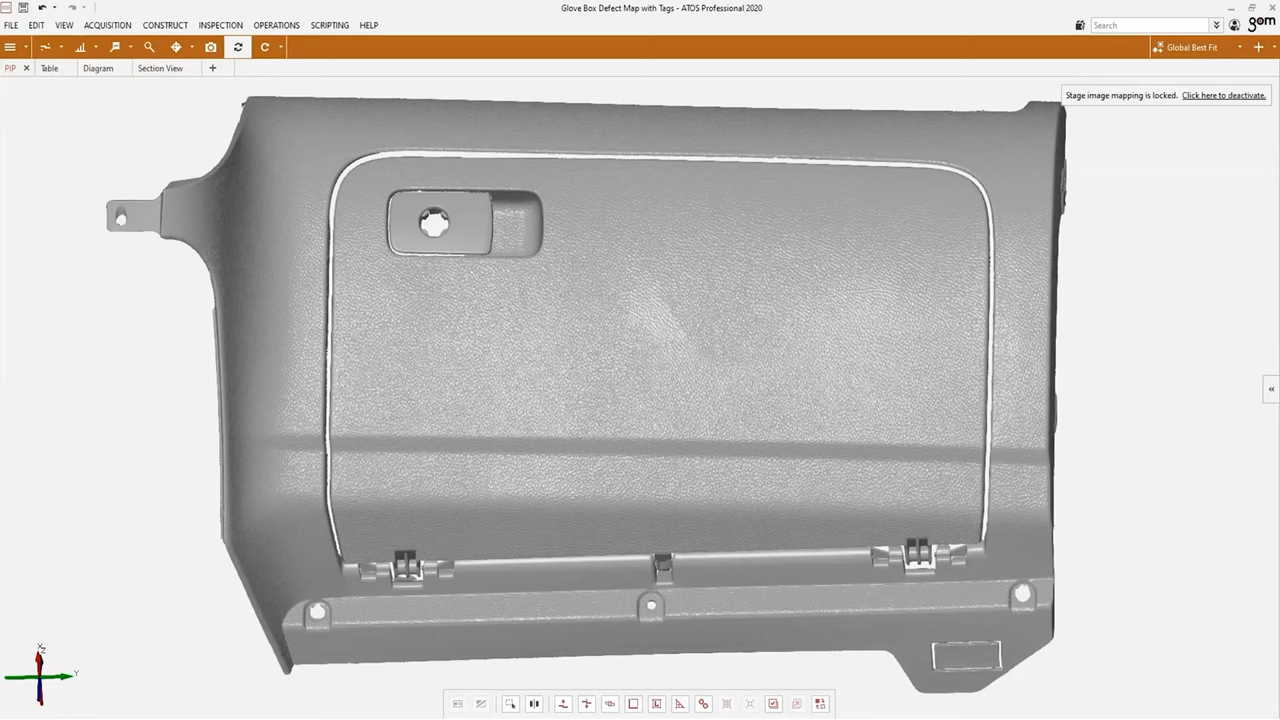 Glove Box Defect Map with Tags - ATOS Professional 2020
FILE EDIT VIEW ACQUISITION CONSTRUCT INSPECTION OPERATIONS SCRIPTING HELP
Search
gom
Global Best Fit
PIP Table Diagram Section View
Stage image mapping is locked. Click here to deactivate.
X
Z
Y